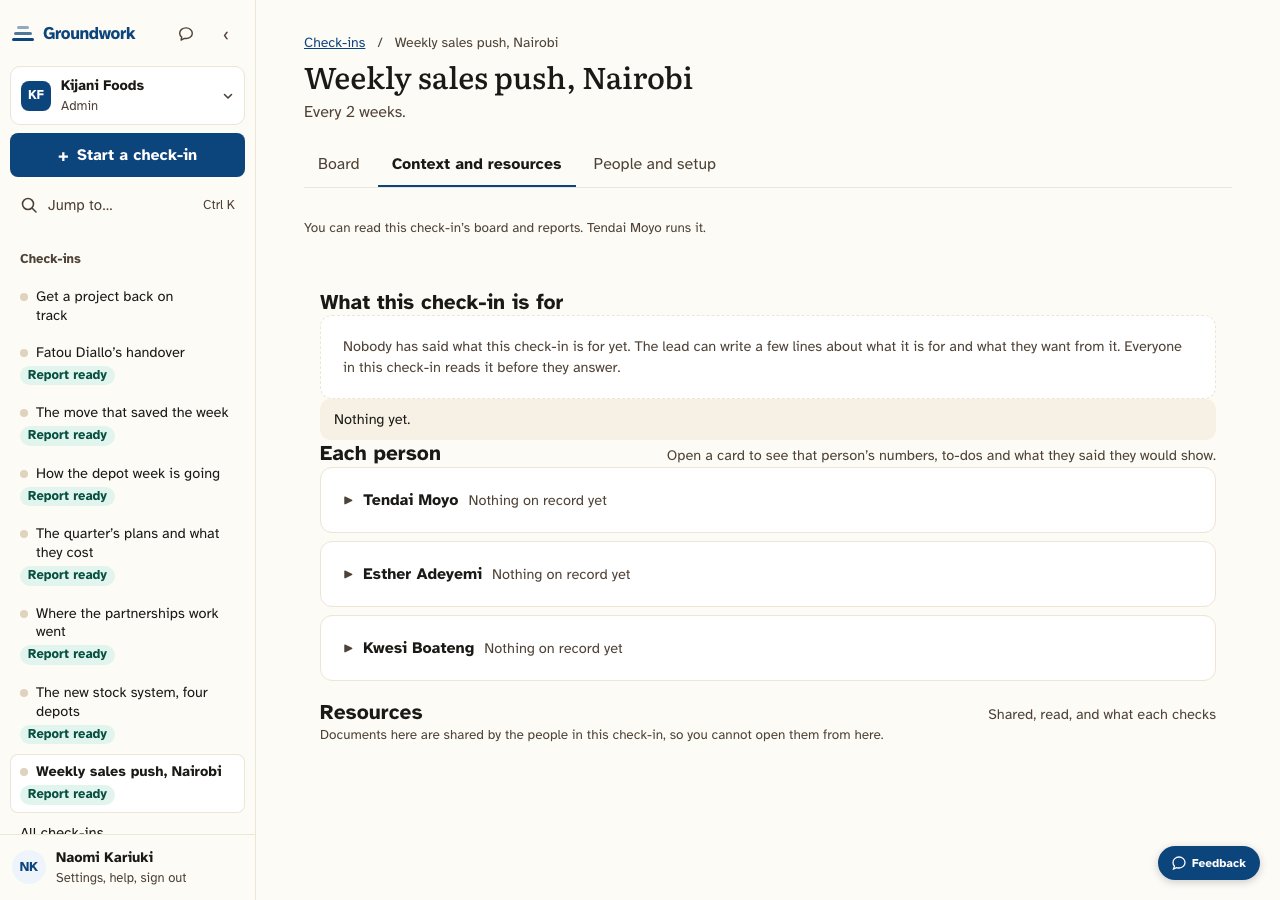 Groundwork
KF
Kijani Foods
Admin
+ Start a check-in
Jump to...
Ctrl K
Check-ins
Get a project back on
track
Fatou Diallo's handover
Report ready
The move that saved the week
Report ready
How the depot week is going
Report ready
The quarter's plans and what
they cost
Report ready
Where the partnerships work
went
Report ready
The new stock system, four
depots
Report ready
Weekly sales push, Nairobi
Report ready
All check-ins
NK
Naomi Kariuki
Settings, help, sign out
Check-ins / Weekly sales push, Nairobi
Weekly sales push, Nairobi
Every 2 weeks.
Board
Context and resources
People and setup
You can read this check-in's board and reports. Tendai Moyo runs it.
What this check-in is for
Nobody has said what this check-in is for yet. The lead can write a few lines about what it is for and what they want from it. Everyone
in this check-in reads it before they answer.
Nothing yet.
Each person
Open a card to see that person's numbers, to-dos and what they said they would show.
Tendai Moyo Nothing on record yet
Esther Adeyemi Nothing on record yet
Kwesi Boateng Nothing on record yet
Resources
Shared, read, and what each checks
Documents here are shared by the people in this check-in, so you cannot open them from here.
Feedback